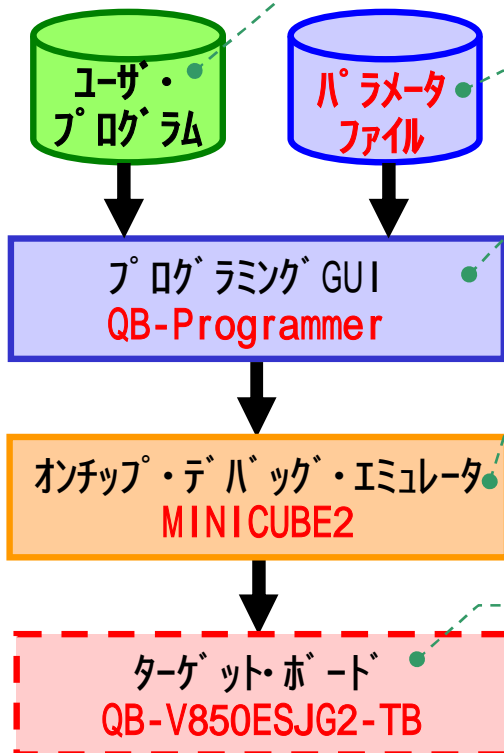 ユーザ・
プログラム
パラメータ
ファイル
プログラミングGUI
QB-Programmer
オンチップ・デバッグ・エミュレータ
MINICUBE2
ターゲット・ボード
QB-V850ESJG2-TB